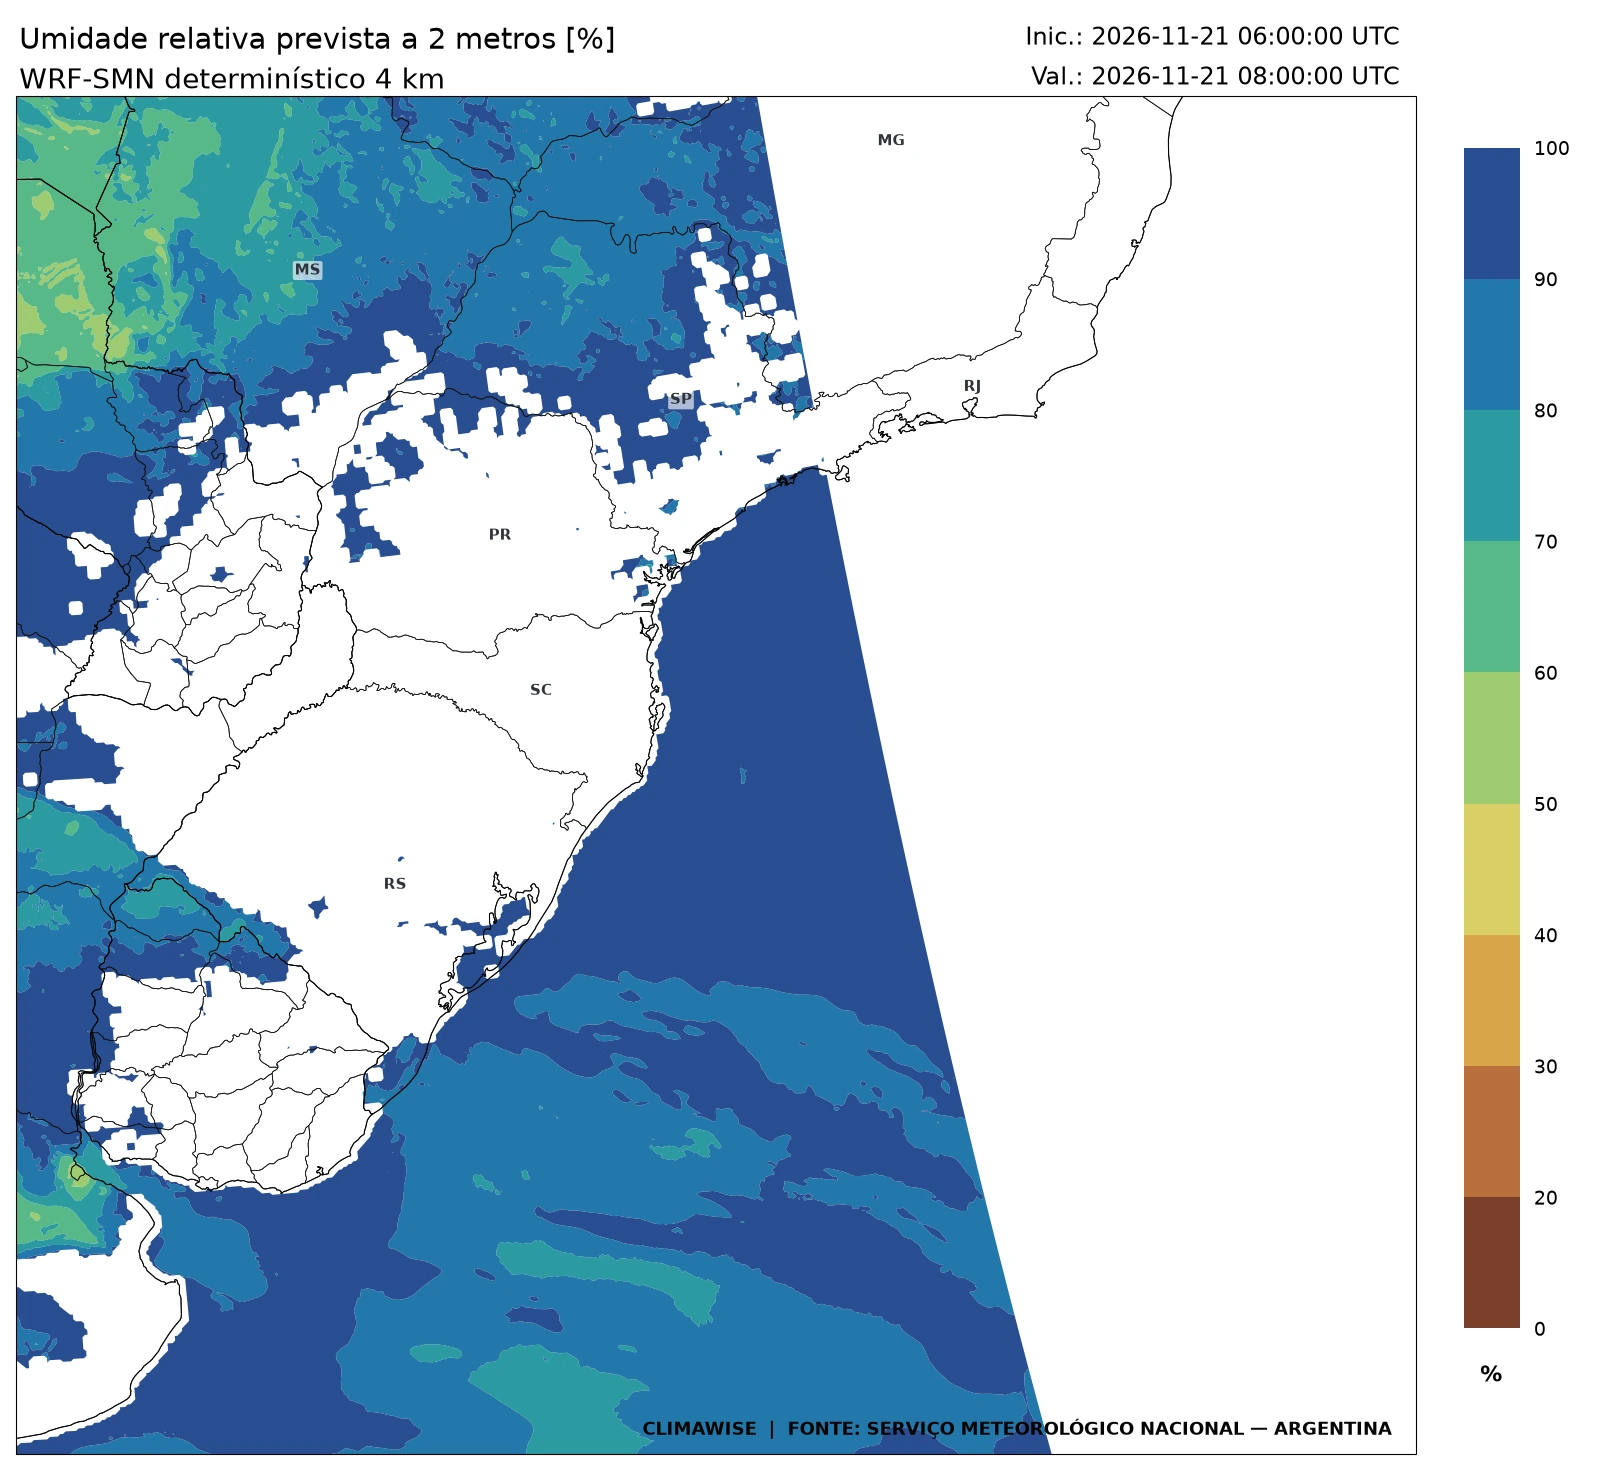 Umidade relativa prevista a 2 metros [%]
WRF-SMN determinístico 4 km
Inic.: 2026-11-21 06:00:00 UTC
Val.: 2026-11-21 08:00:00 UTC
MG
MS
RJ
SP
PR
SC
RS
100
90
80
70
60
50
40
30
20
0
%
CLIMAWISE | FONTE: SERVIÇO METEOROLÓGICO NACIONAL — ARGENTINA